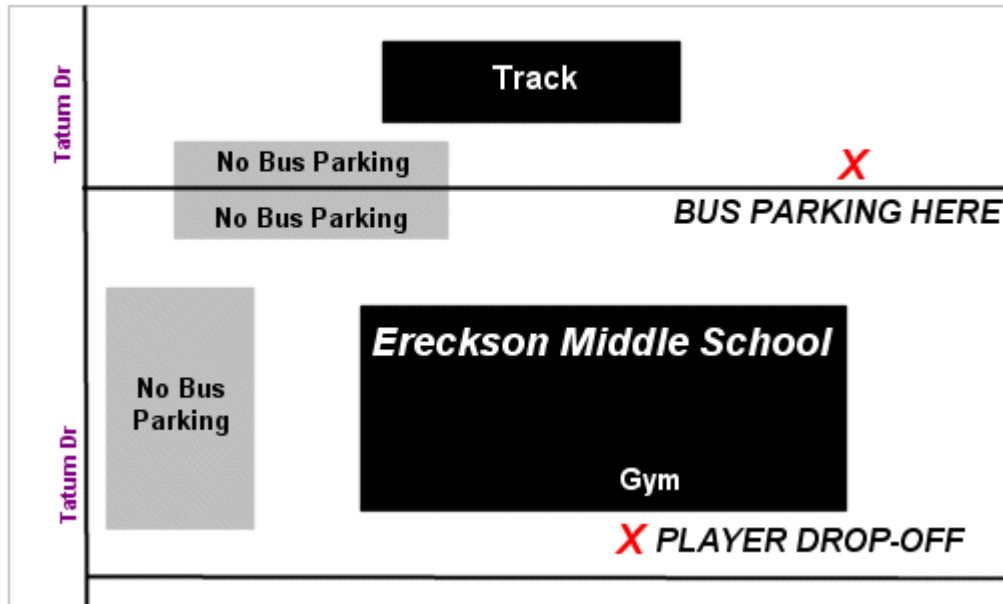 Tatum Dr
Track
No Bus Parking
X
No Bus Parking
BUS PARKING HERE
Ereckson Middle School
No Bus
Parking
Tatum Dr
Gym
X PLAYER DROP-OFF